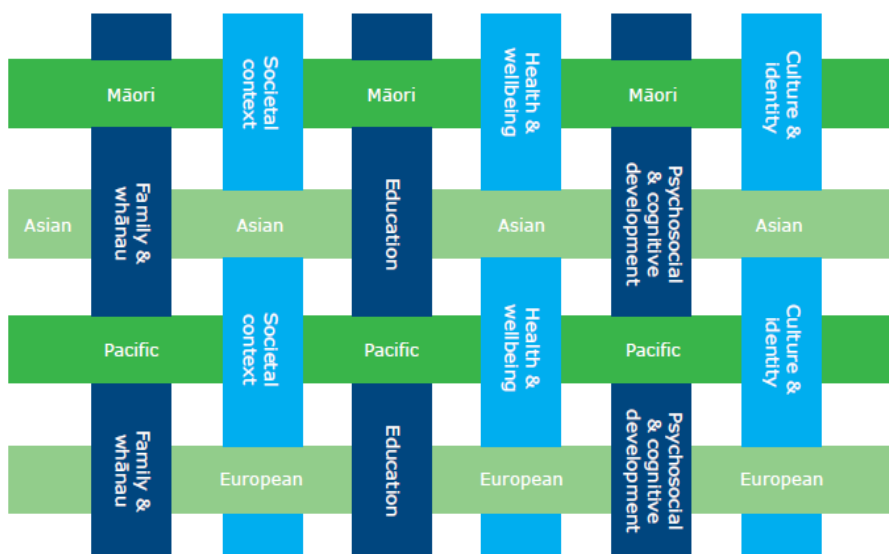 Māori
Māori
Māori
Societal
context
Health &
wellbeing
Culture &
identity
Family &
whānau
Education
Psychosocial
& cognitive
development
Asian
Asian
Asian
Asian
Pacific
Pacific
Pacific
Societal
context
Health &
wellbeing
Culture &
identity
Family &
whānau
Education
Psychosocial
& cognitive
development
European
European
European